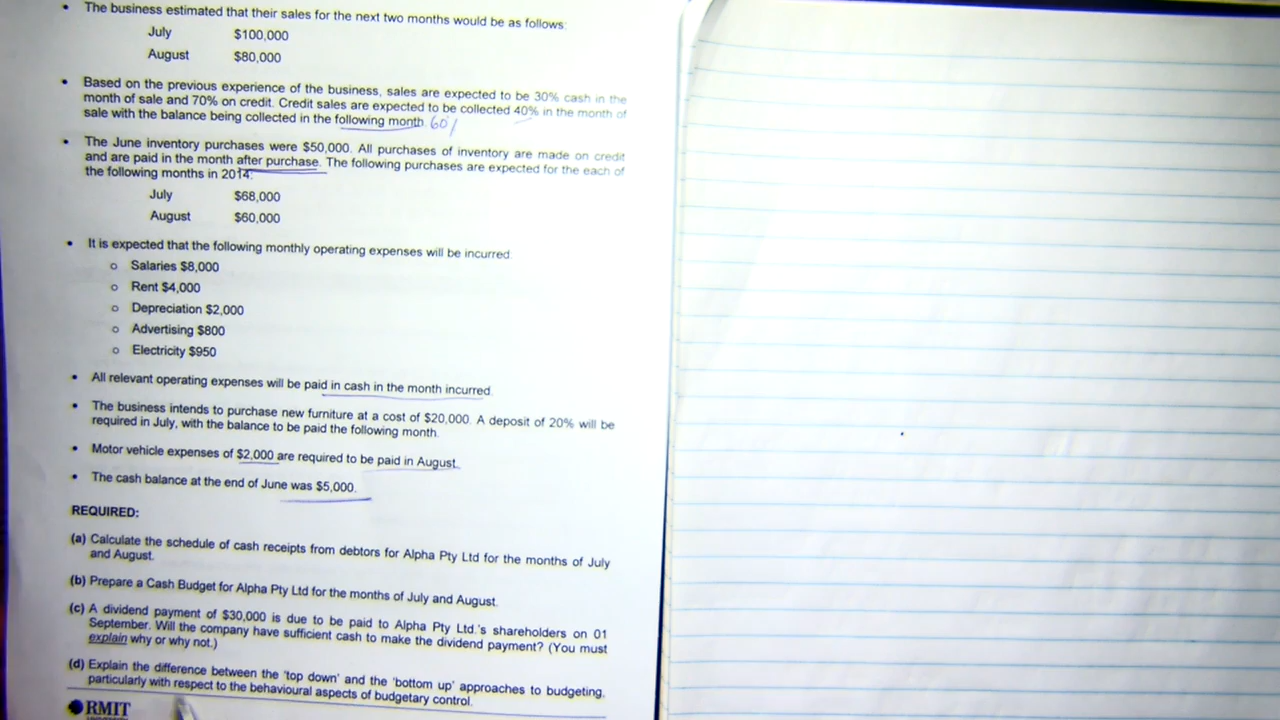 • The business estimated that their sales for the next two months would be as follows:
July $100,000
August $80,000
• Based on the previous experience of the business, sales are expected to be 30% cash in the
month of sale and 70% on credit. Credit sales are expected to be collected 40% in the month of
sale with the balance being collected in the following month. 60%
• The June inventory purchases were $50,000. All purchases of inventory are made on credit
and are paid in the month after purchase. The following purchases are expected for the each of
the following months in 2014:
July $68,000
August $60,000
• It is expected that the following monthly operating expenses will be incurred
o Salaries $8,000
o Rent $4,000
o Depreciation $2,000
o Advertising $800
o Electricity $950
• All relevant operating expenses will be paid in cash in the month incurred.
• The business intends to purchase new furniture at a cost of $20,000. A deposit of 20% will be
required in July, with the balance to be paid the following month.
• Motor vehicle expenses of $2,000 are required to be paid in August.
• The cash balance at the end of June was $5,000.
REQUIRED:
(a) Calculate the schedule of cash receipts from debtors for Alpha Pty Ltd for the months of July
and August.
(b) Prepare a Cash Budget for Alpha Pty Ltd for the months of July and August.
(c) A dividend payment of $30,000 is due to be paid to Alpha Pty Ltd.'s shareholders on 01
September. Will the company have sufficient cash to make the dividend payment? (You must
explain why or why not.)
(d) Explain the difference between the 'top down' and the 'bottom up' approaches to budgeting,
particularly with respect to the behavioural aspects of budgetary control.
RMIT